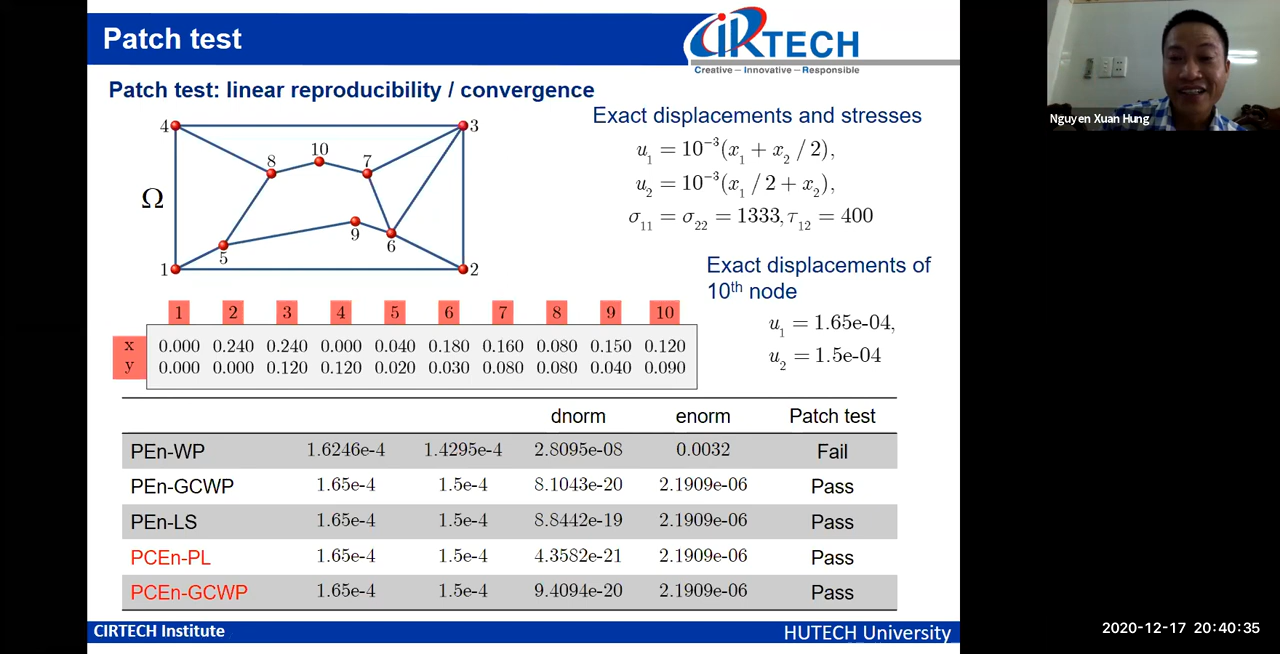 Patch test
CIRTECH
Creative – Innovative – Responsible
Nguyen Xuan Hung
Patch test: linear reproducibility / convergence
Exact displacements and stresses
u₁ = 10⁻³(x₁ + x₂ / 2),
u₂ = 10⁻³(x₁ / 2 + x₂),
σ₁₁ = σ₂₂ = 1333, τ₁₂ = 400
4 3
10
8 7
Ω
9 6
5
1 2
Exact displacements of
10th node
u₁ = 1.65e-04,
u₂ = 1.5e-04
1 2 3 4 5 6 7 8 9 10
x 0.000 0.240 0.240 0.000 0.040 0.180 0.160 0.080 0.150 0.120
y 0.000 0.000 0.120 0.120 0.020 0.030 0.080 0.080 0.040 0.090
dnorm enorm Patch test
PEn-WP 1.6246e-4 1.4295e-4 2.8095e-08 0.0032 Fail
PEn-GCWP 1.65e-4 1.5e-4 8.1043e-20 2.1909e-06 Pass
PEn-LS 1.65e-4 1.5e-4 8.8442e-19 2.1909e-06 Pass
PCEn-PL 1.65e-4 1.5e-4 4.3582e-21 2.1909e-06 Pass
PCEn-GCWP 1.65e-4 1.5e-4 9.4094e-20 2.1909e-06 Pass
CIRTECH Institute
HUTECH University
2020-12-17 20:40:35